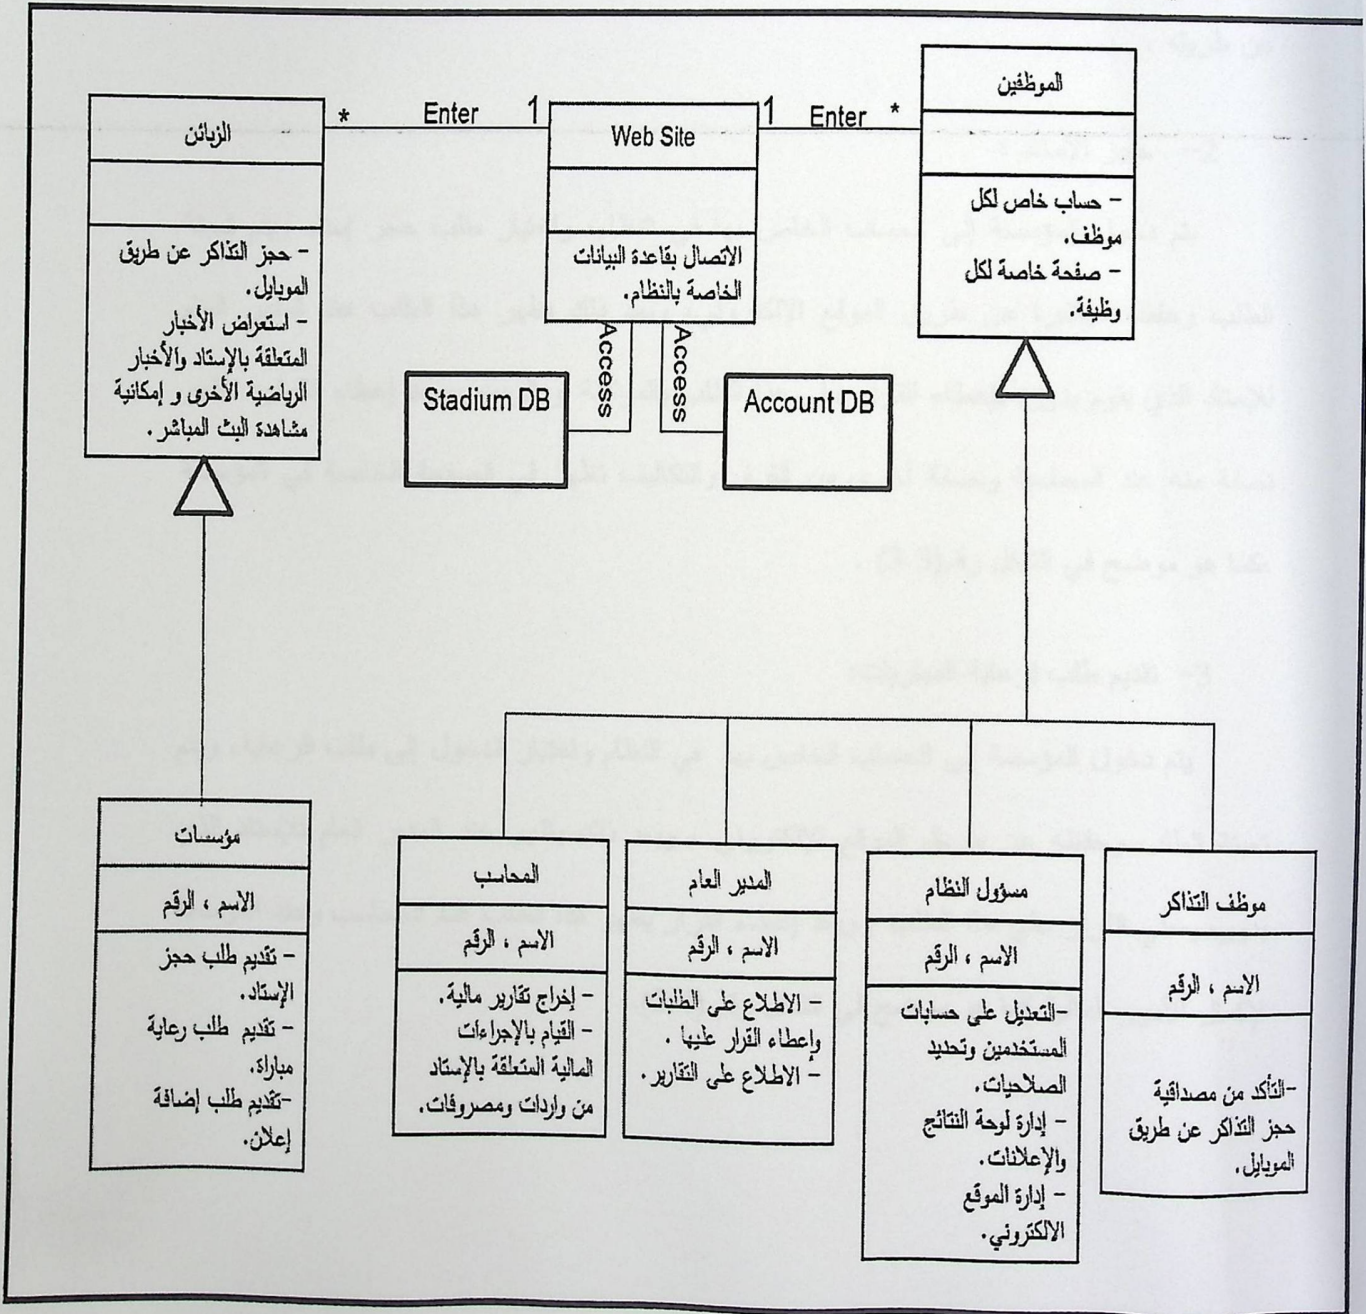 الموظفين
- حساب خاص لكل
موظف.
- صفحة خاصة لكل
وظيفة.
* Enter 1
Web Site
الاتصال بقاعدة البيانات
الخاصة بالنظام.
1 Enter *
الزبائن
- حجز التذاكر عن طريق
الموبايل.
- استعراض الأخبار
المتعلقة بالإستاد والأخبار
الرياضية الأخرى و إمكانية
مشاهدة البث المباشر.
Access
Access
Stadium DB
Account DB
موظف التذاكر
الاسم ، الرقم
-التأكد من مصداقية
حجز التذاكر عن طريق
الموبايل.
مسؤول النظام
الاسم ، الرقم
-التعديل على حسابات
المستخدمين وتحديد
الصلاحيات.
- إدارة لوحة النتائج
والإعلانات.
- إدارة الموقع
الالكتروني.
المدير العام
الاسم ، الرقم
- الاطلاع على الطلبات
وإعطاء القرار عليها .
- الاطلاع على التقارير.
المحاسب
الاسم ، الرقم
- إخراج تقارير مالية.
- القيام بالإجراءات
المالية المتعلقة بالإستاد
من واردات ومصروفات.
مؤسسات
الاسم ، الرقم
- تقديم طلب حجز
الإستاد.
- تقديم طلب رعاية
مباراة.
-تقديم طلب إضافة
إعلان.